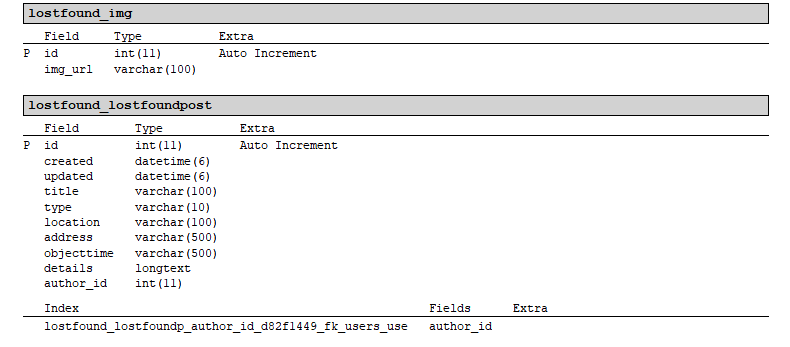 lostfound_img
Field Type Extra
P id int(11) Auto Increment
img_url varchar(100)
lostfound_lostfoundpost
Field Type Extra
P id int(11) Auto Increment
created datetime(6)
updated datetime(6)
title varchar(100)
type varchar(10)
location varchar(100)
address varchar(500)
objecttime varchar(500)
details longtext
author_id int(11)
Index Fields Extra
lostfound_lostfoundp_author_id_d82f1449_fk_users_use author_id